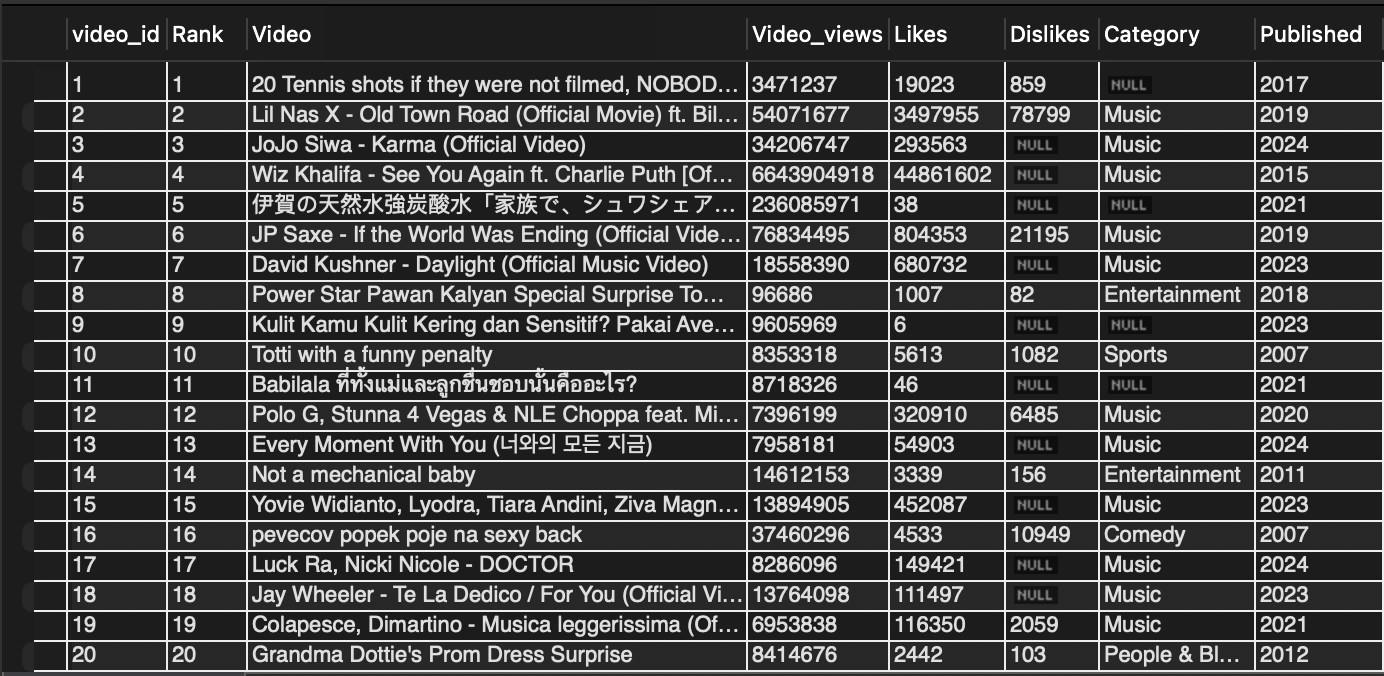 video_id Rank Video Video_views Likes Dislikes Category Published
1 1 20 Tennis shots if they were not filmed, NOBOD... 3471237 19023 859 NULL 2017
2 2 Lil Nas X - Old Town Road (Official Movie) ft. Bil... 54071677 3497955 78799 Music 2019
3 3 JoJo Siwa - Karma (Official Video) 34206747 293563 NULL Music 2024
4 4 Wiz Khalifa - See You Again ft. Charlie Puth [Of... 6643904918 44861602 NULL Music 2015
5 5 伊賀の天然水強炭酸水「家族で、シュワシェア... 236085971 38 NULL NULL 2021
6 6 JP Saxe - If the World Was Ending (Official Vide... 76834495 804353 21195 Music 2019
7 7 David Kushner - Daylight (Official Music Video) 18558390 680732 NULL Music 2023
8 8 Power Star Pawan Kalyan Special Surprise To... 96686 1007 82 Entertainment 2018
9 9 Kulit Kamu Kulit Kering dan Sensitif? Pakai Ave... 9605969 6 NULL NULL 2023
10 10 Totti with a funny penalty 8353318 5613 1082 Sports 2007
11 11 Babilala ที่ทั้งแม่และลูกชื่นชอบนั้นคืออะไร? 8718326 46 NULL NULL 2021
12 12 Polo G, Stunna 4 Vegas & NLE Choppa feat. Mi... 7396199 320910 6485 Music 2020
13 13 Every Moment With You (너와의 모든 지금) 7958181 54903 NULL Music 2024
14 14 Not a mechanical baby 14612153 3339 156 Entertainment 2011
15 15 Yovie Widianto, Lyodra, Tiara Andini, Ziva Magn... 13894905 452087 NULL Music 2023
16 16 pevecov popek poje na sexy back 37460296 4533 10949 Comedy 2007
17 17 Luck Ra, Nicki Nicole - DOCTOR 8286096 149421 NULL Music 2024
18 18 Jay Wheeler - Te La Dedico / For You (Official Vi... 13764098 111497 NULL Music 2023
19 19 Colapesce, Dimartino - Musica leggerissima (Of... 6953838 116350 2059 Music 2021
20 20 Grandma Dottie's Prom Dress Surprise 8414676 2442 103 People & Bl... 2012